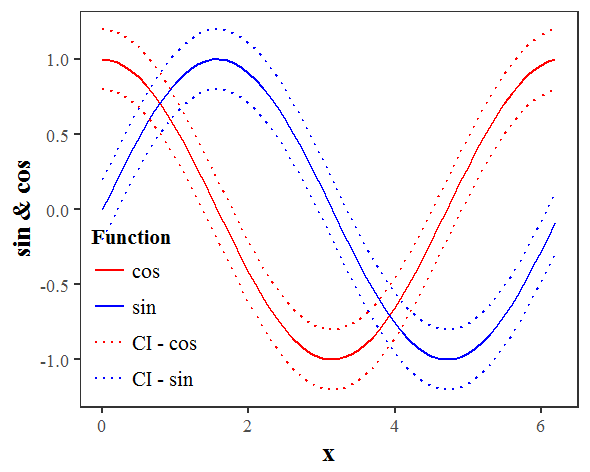 1.0
0.5
0.0
-0.5
-1.0
sin & cos
Function
cos
sin
CI - cos
CI - sin
0 2 4 6
x